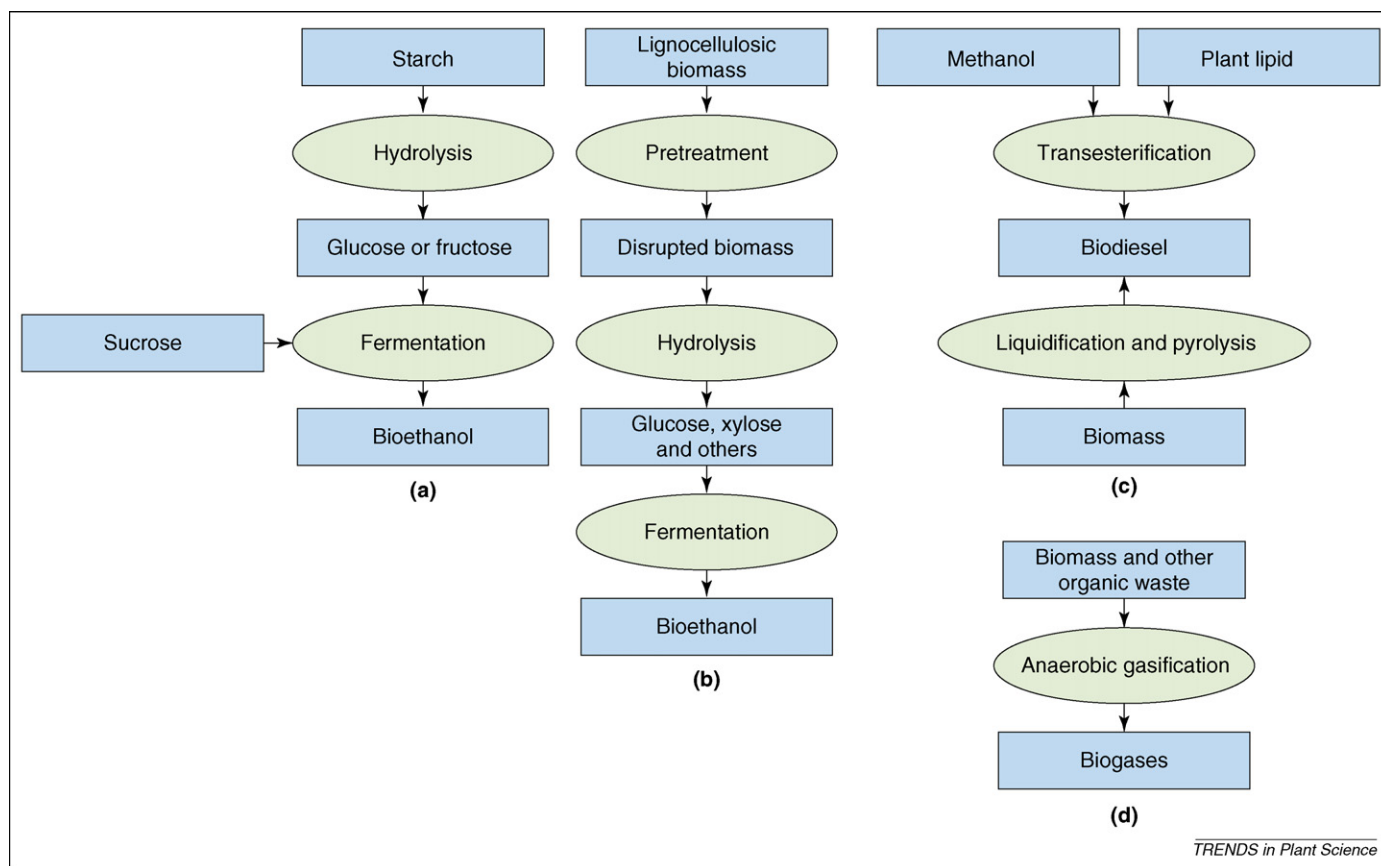 Starch
Hydrolysis
Glucose or fructose
Sucrose
Fermentation
Bioethanol
(a)
Lignocellulosic
biomass
Pretreatment
Disrupted biomass
Hydrolysis
Glucose, xylose
and others
Fermentation
Bioethanol
(b)
Methanol
Plant lipid
Transesterification
Biodiesel
Liquidification and pyrolysis
Biomass
(c)
Biomass and other
organic waste
Anaerobic gasification
Biogases
(d)
TRENDS in Plant Science